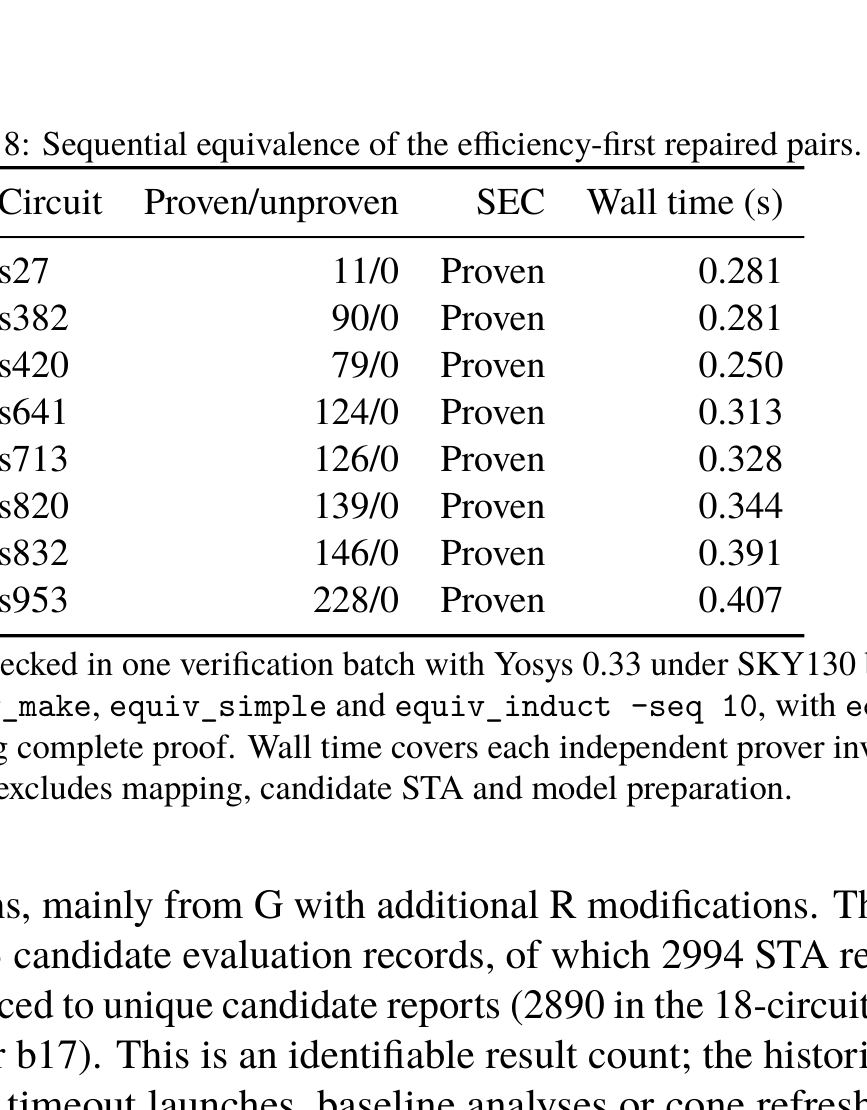 8: Sequential equivalence of the efficiency-first repaired pairs.
Circuit Proven/unproven SEC Wall time (s)
s27 11/0 Proven 0.281
s382 90/0 Proven 0.281
s420 79/0 Proven 0.250
s641 124/0 Proven 0.313
s713 126/0 Proven 0.328
s820 139/0 Proven 0.344
s832 146/0 Proven 0.391
s953 228/0 Proven 0.407
ecked in one verification batch with Yosys 0.33 under SKY130
_make, equiv_simple and equiv_induct -seq 10, with
complete proof. Wall time covers each independent prover inv
excludes mapping, candidate STA and model preparation.
ns, mainly from G with additional R modifications. Th
candidate evaluation records, of which 2994 STA re
ced to unique candidate reports (2890 in the 18-circuit
r b17). This is an identifiable result count; the histori
timeout launches, baseline analyses or cone refresh